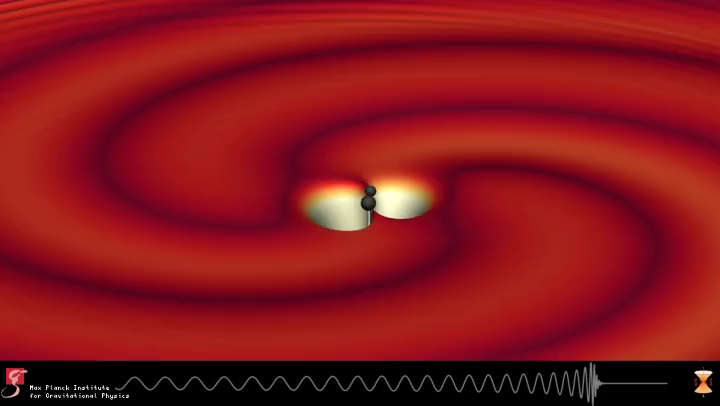 Max Planck Institute
for Gravitational Physics